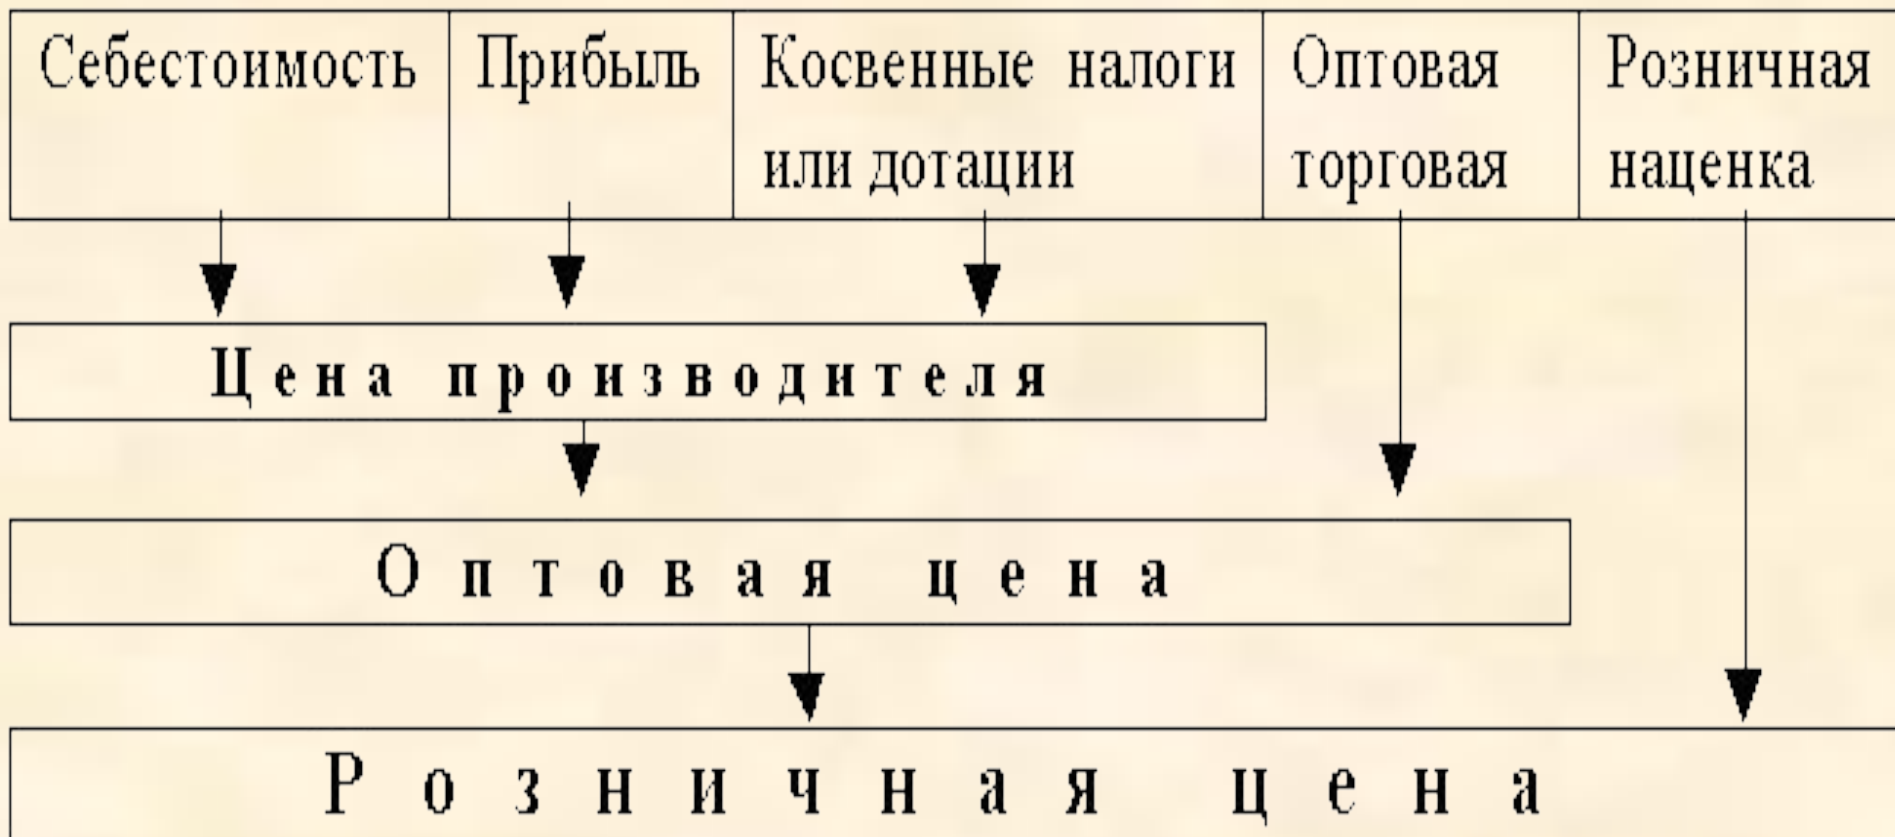 Себестоимость
Прибыль
Косвенные налоги
или дотации
Оптовая
торговая
Розничная
наценка
Цена производителя
Оптовая цена
Розничная цена